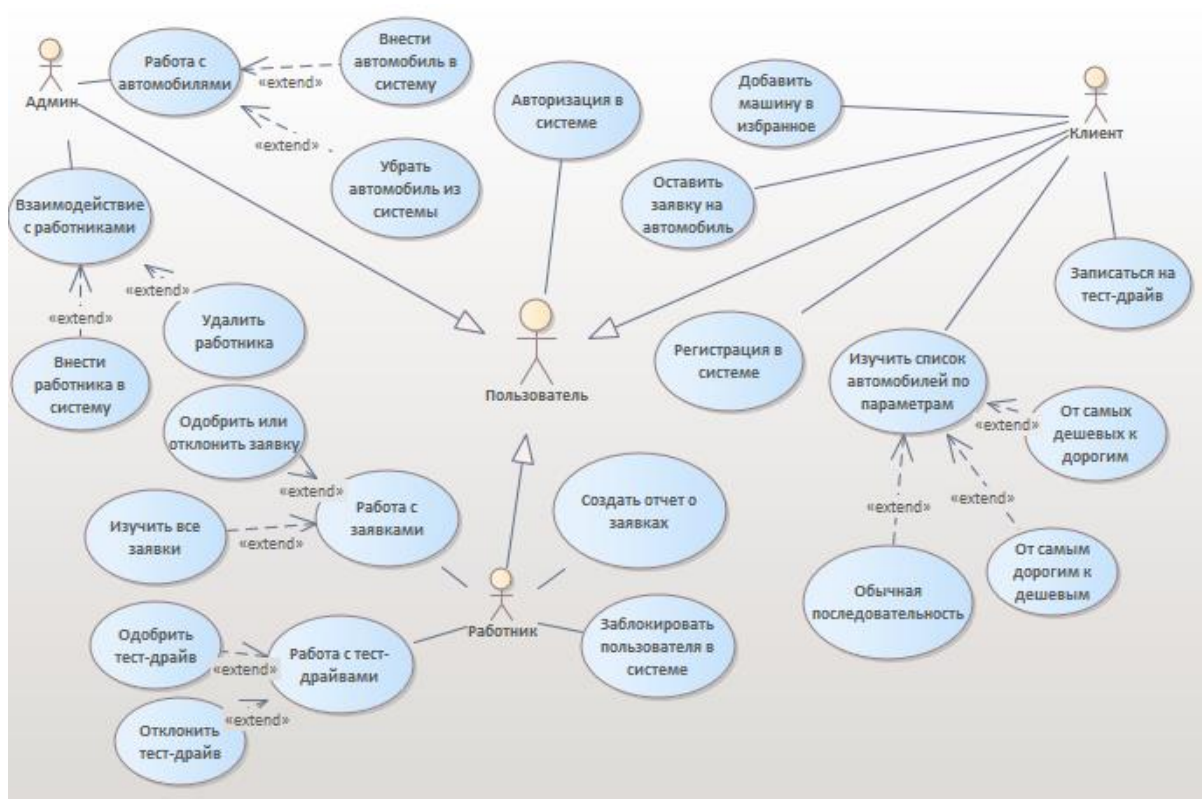 Админ
Работа с
автомобилями
«extend»
Внести
автомобиль в
систему
«extend»
Убрать
автомобиль из
системы
Авторизация в
системе
Добавить
машину в
избранное
Клиент
Оставить
заявку на
автомобиль
Записаться на
тест-драйв
Взаимодействие
с работниками
«extend»
«extend»
Удалить
работника
Внести
работника в
систему
Пользователь
Регистрация в
системе
Изучить список
автомобилей по
параметрам
«extend»
От самых
дешевых к
дорогим
«extend»
«extend»
От самым
дорогим к
дешевым
Обычная
последовательность
Одобрить или
отклонить заявку
«extend»
Изучить все
заявки
«extend»
Работа с
заявками
Создать отчет о
заявках
Работник
Заблокировать
пользователя в
системе
Одобрить
тест-драйв
«extend»
Работа с тест-
драйвами
«extend»
Отклонить
тест-драйв